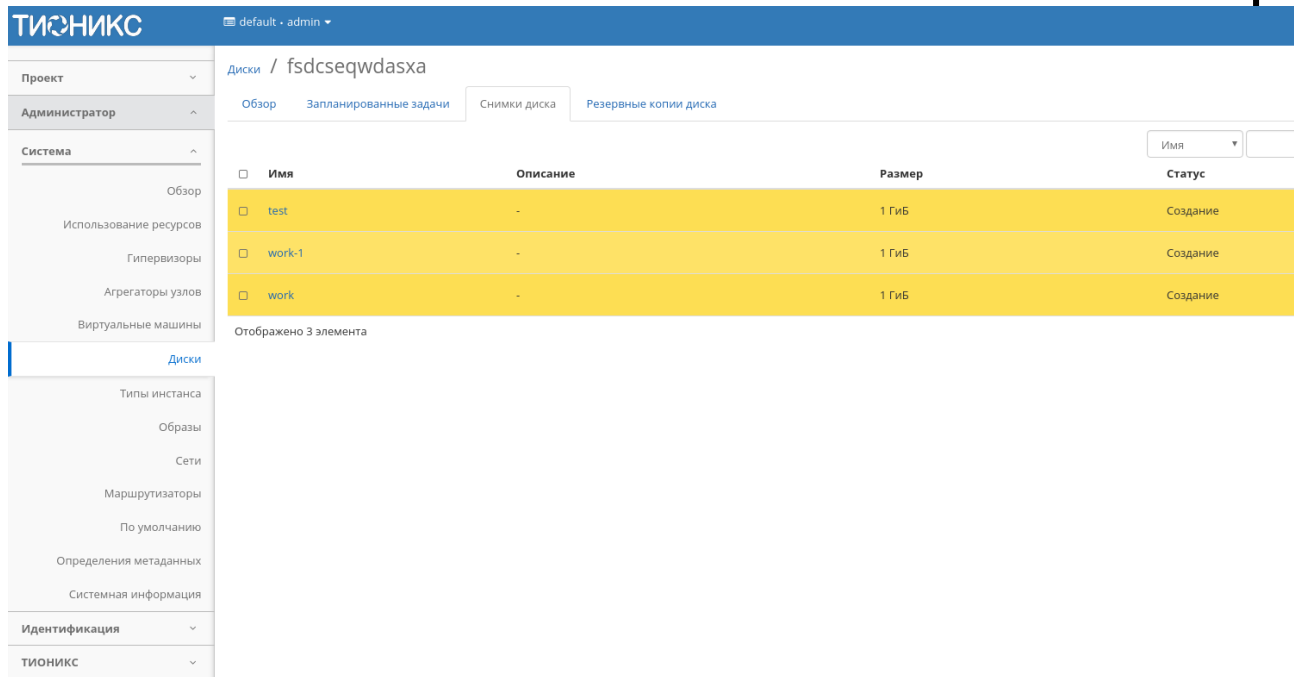 ТИОНИКС
default • admin
Проект
Администратор
Система
Обзор
Использование ресурсов
Гипервизоры
Агрегаторы узлов
Виртуальные машины
Диски
Типы инстанса
Образы
Сети
Маршрутизаторы
По умолчанию
Определения метаданных
Системная информация
Идентификация
ТИОНИКС
Диски / fsdcseqwdasxa
Обзор Запланированные задачи Снимки диска Резервные копии диска
Имя
Имя Описание Размер Статус
test - 1 ГиБ Создание
work-1 - 1 ГиБ Создание
work - 1 ГиБ Создание
Отображено 3 элемента